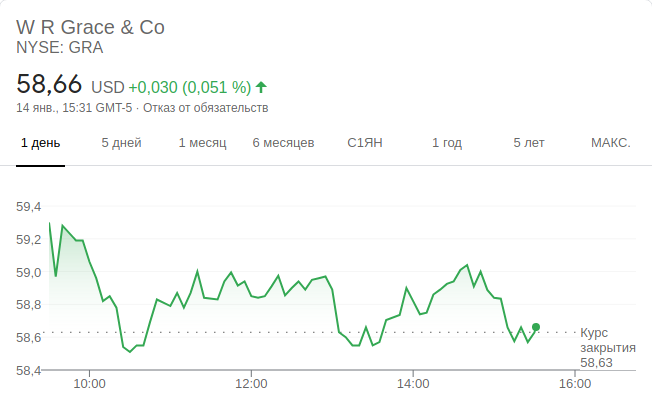 W R Grace & Co
NYSE: GRA
58,66 USD +0,030 (0,051 %)
14 янв., 15:31 GMT-5 · Отказ от обязательств
1 день 5 дней 1 месяц 6 месяцев С1ЯН 1 год 5 лет МАКС.
59,4
59,2
59,0
58,8
58,6
58,4
Курс
закрытия
58,63
10:00 12:00 14:00 16:00